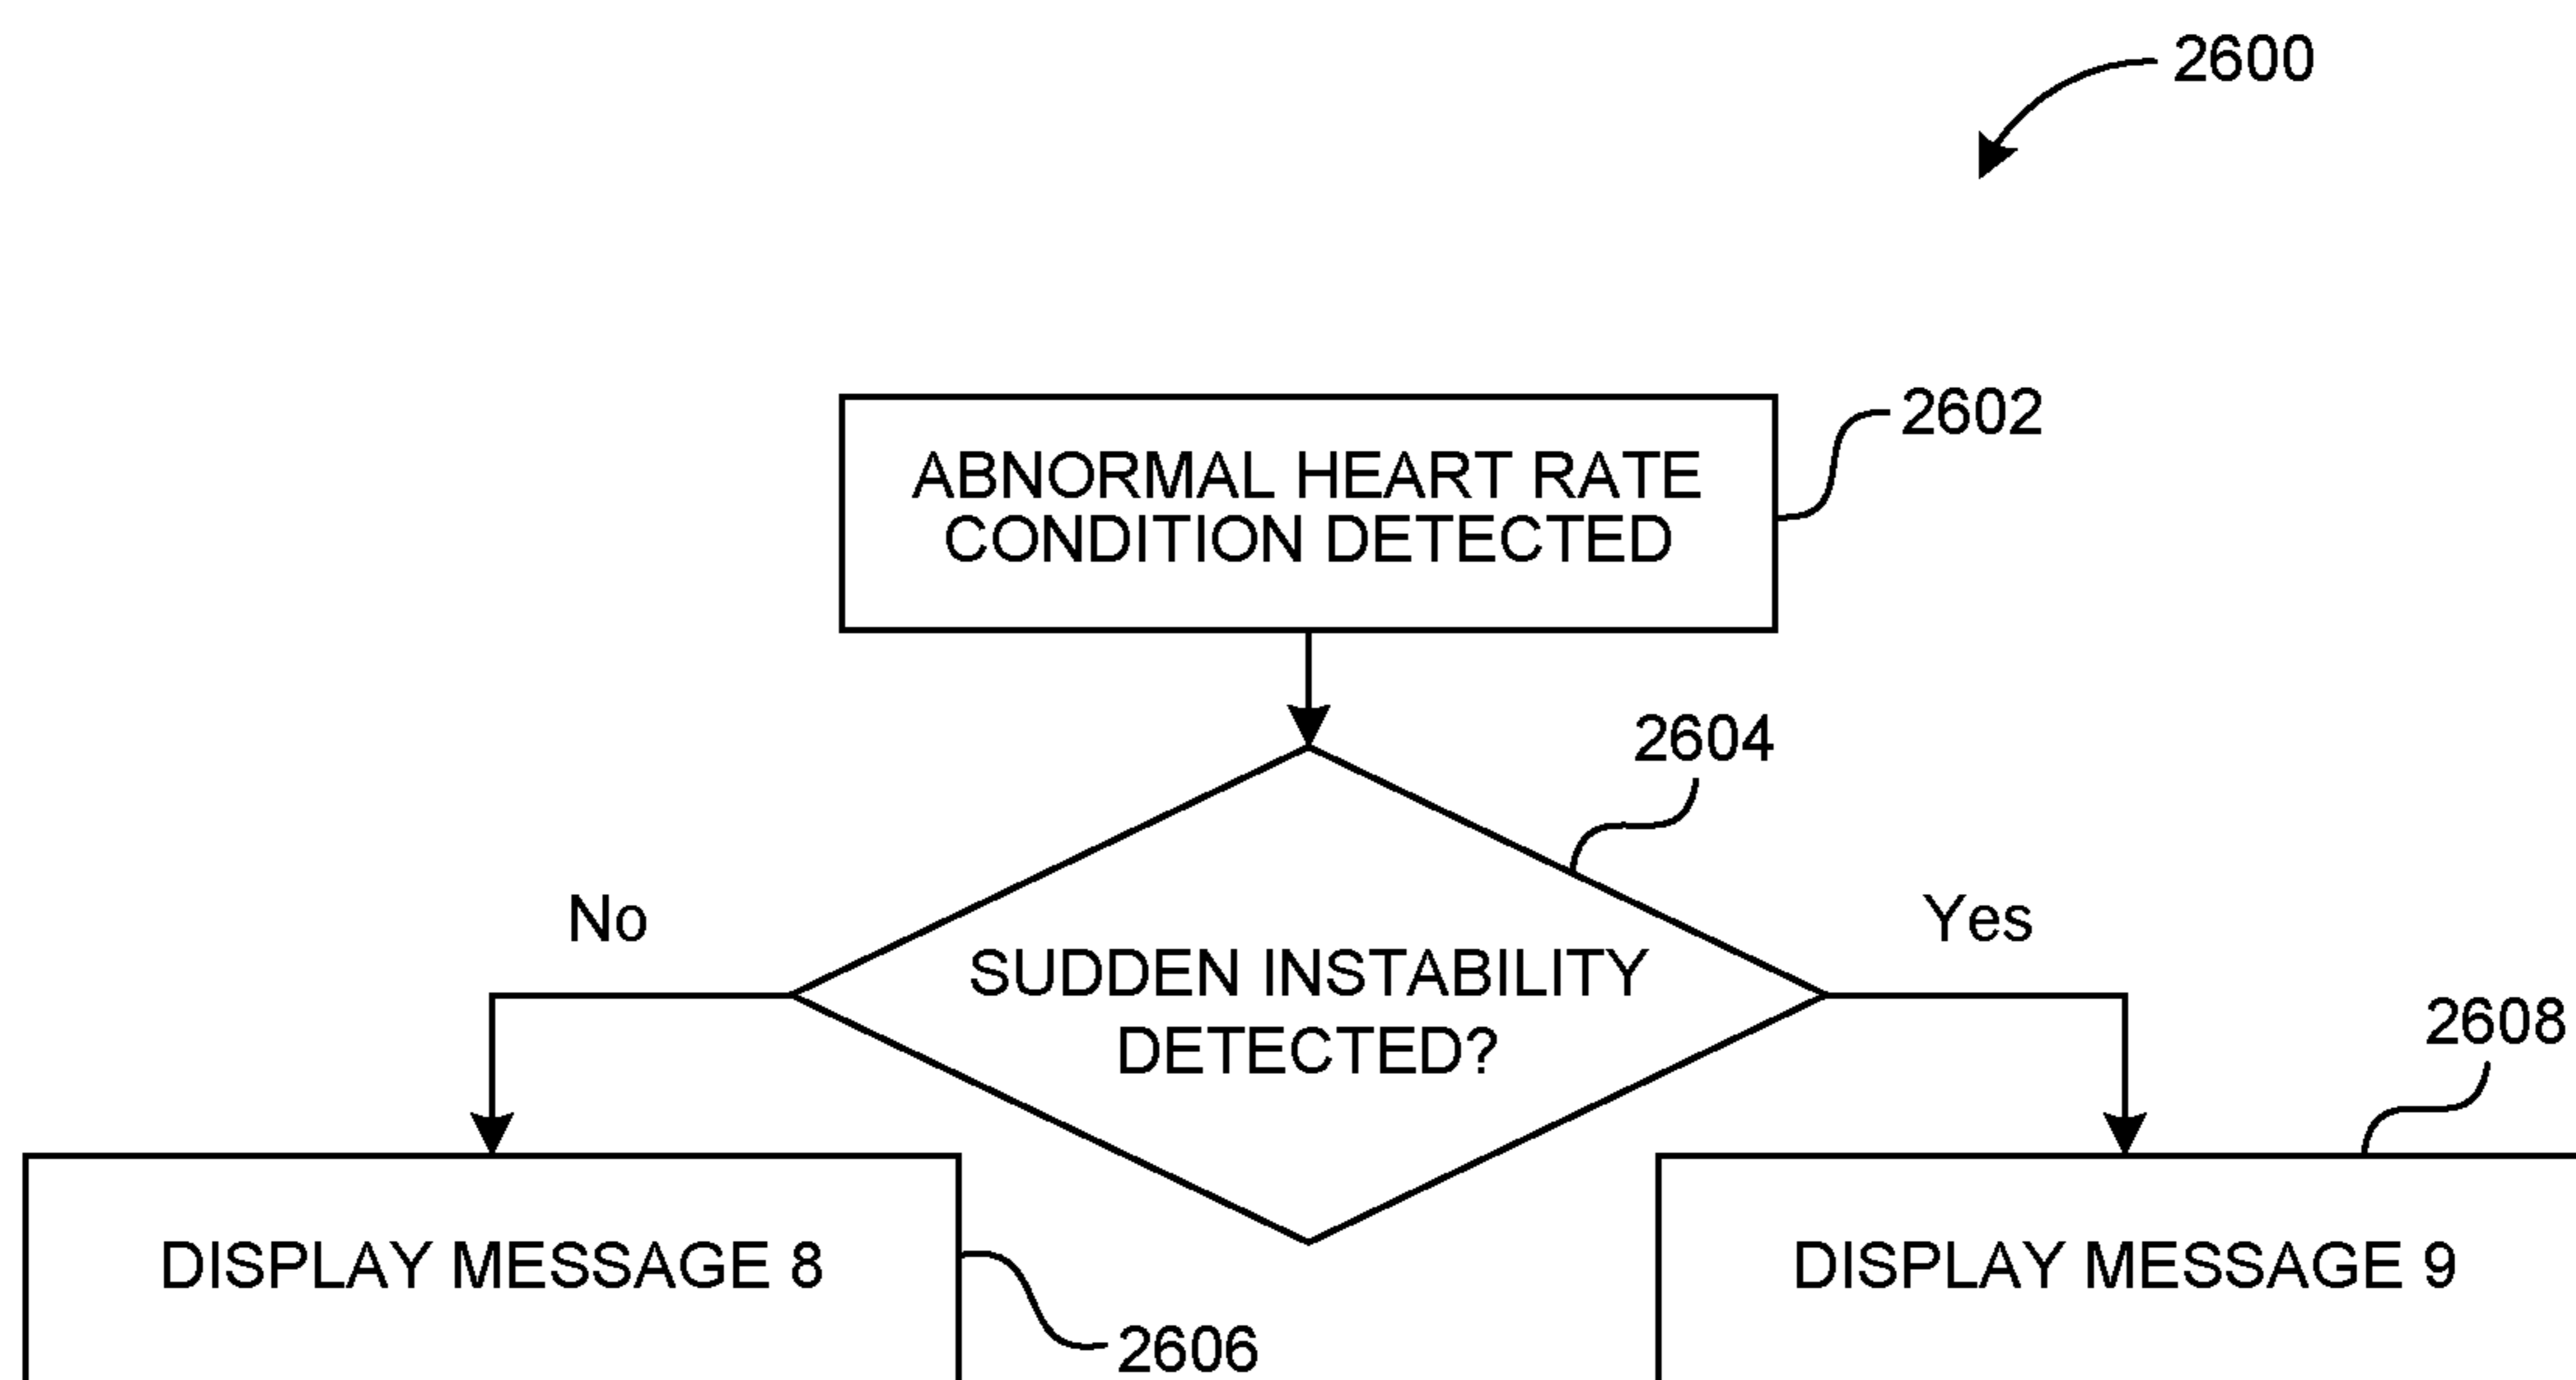 2600
ABNORMAL HEART RATE
CONDITION DETECTED
2602
2604
No
Yes
SUDDEN INSTABILITY
DETECTED?
2608
DISPLAY MESSAGE 8
DISPLAY MESSAGE 9
2606